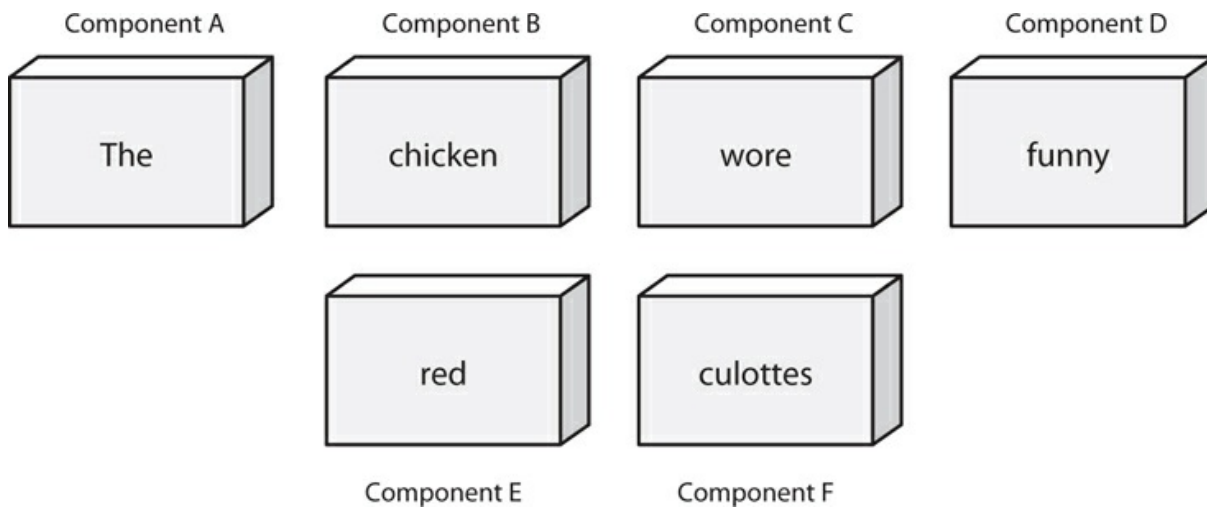 Component A Component B Component C Component D
The chicken wore funny
red culottes
Component E Component F